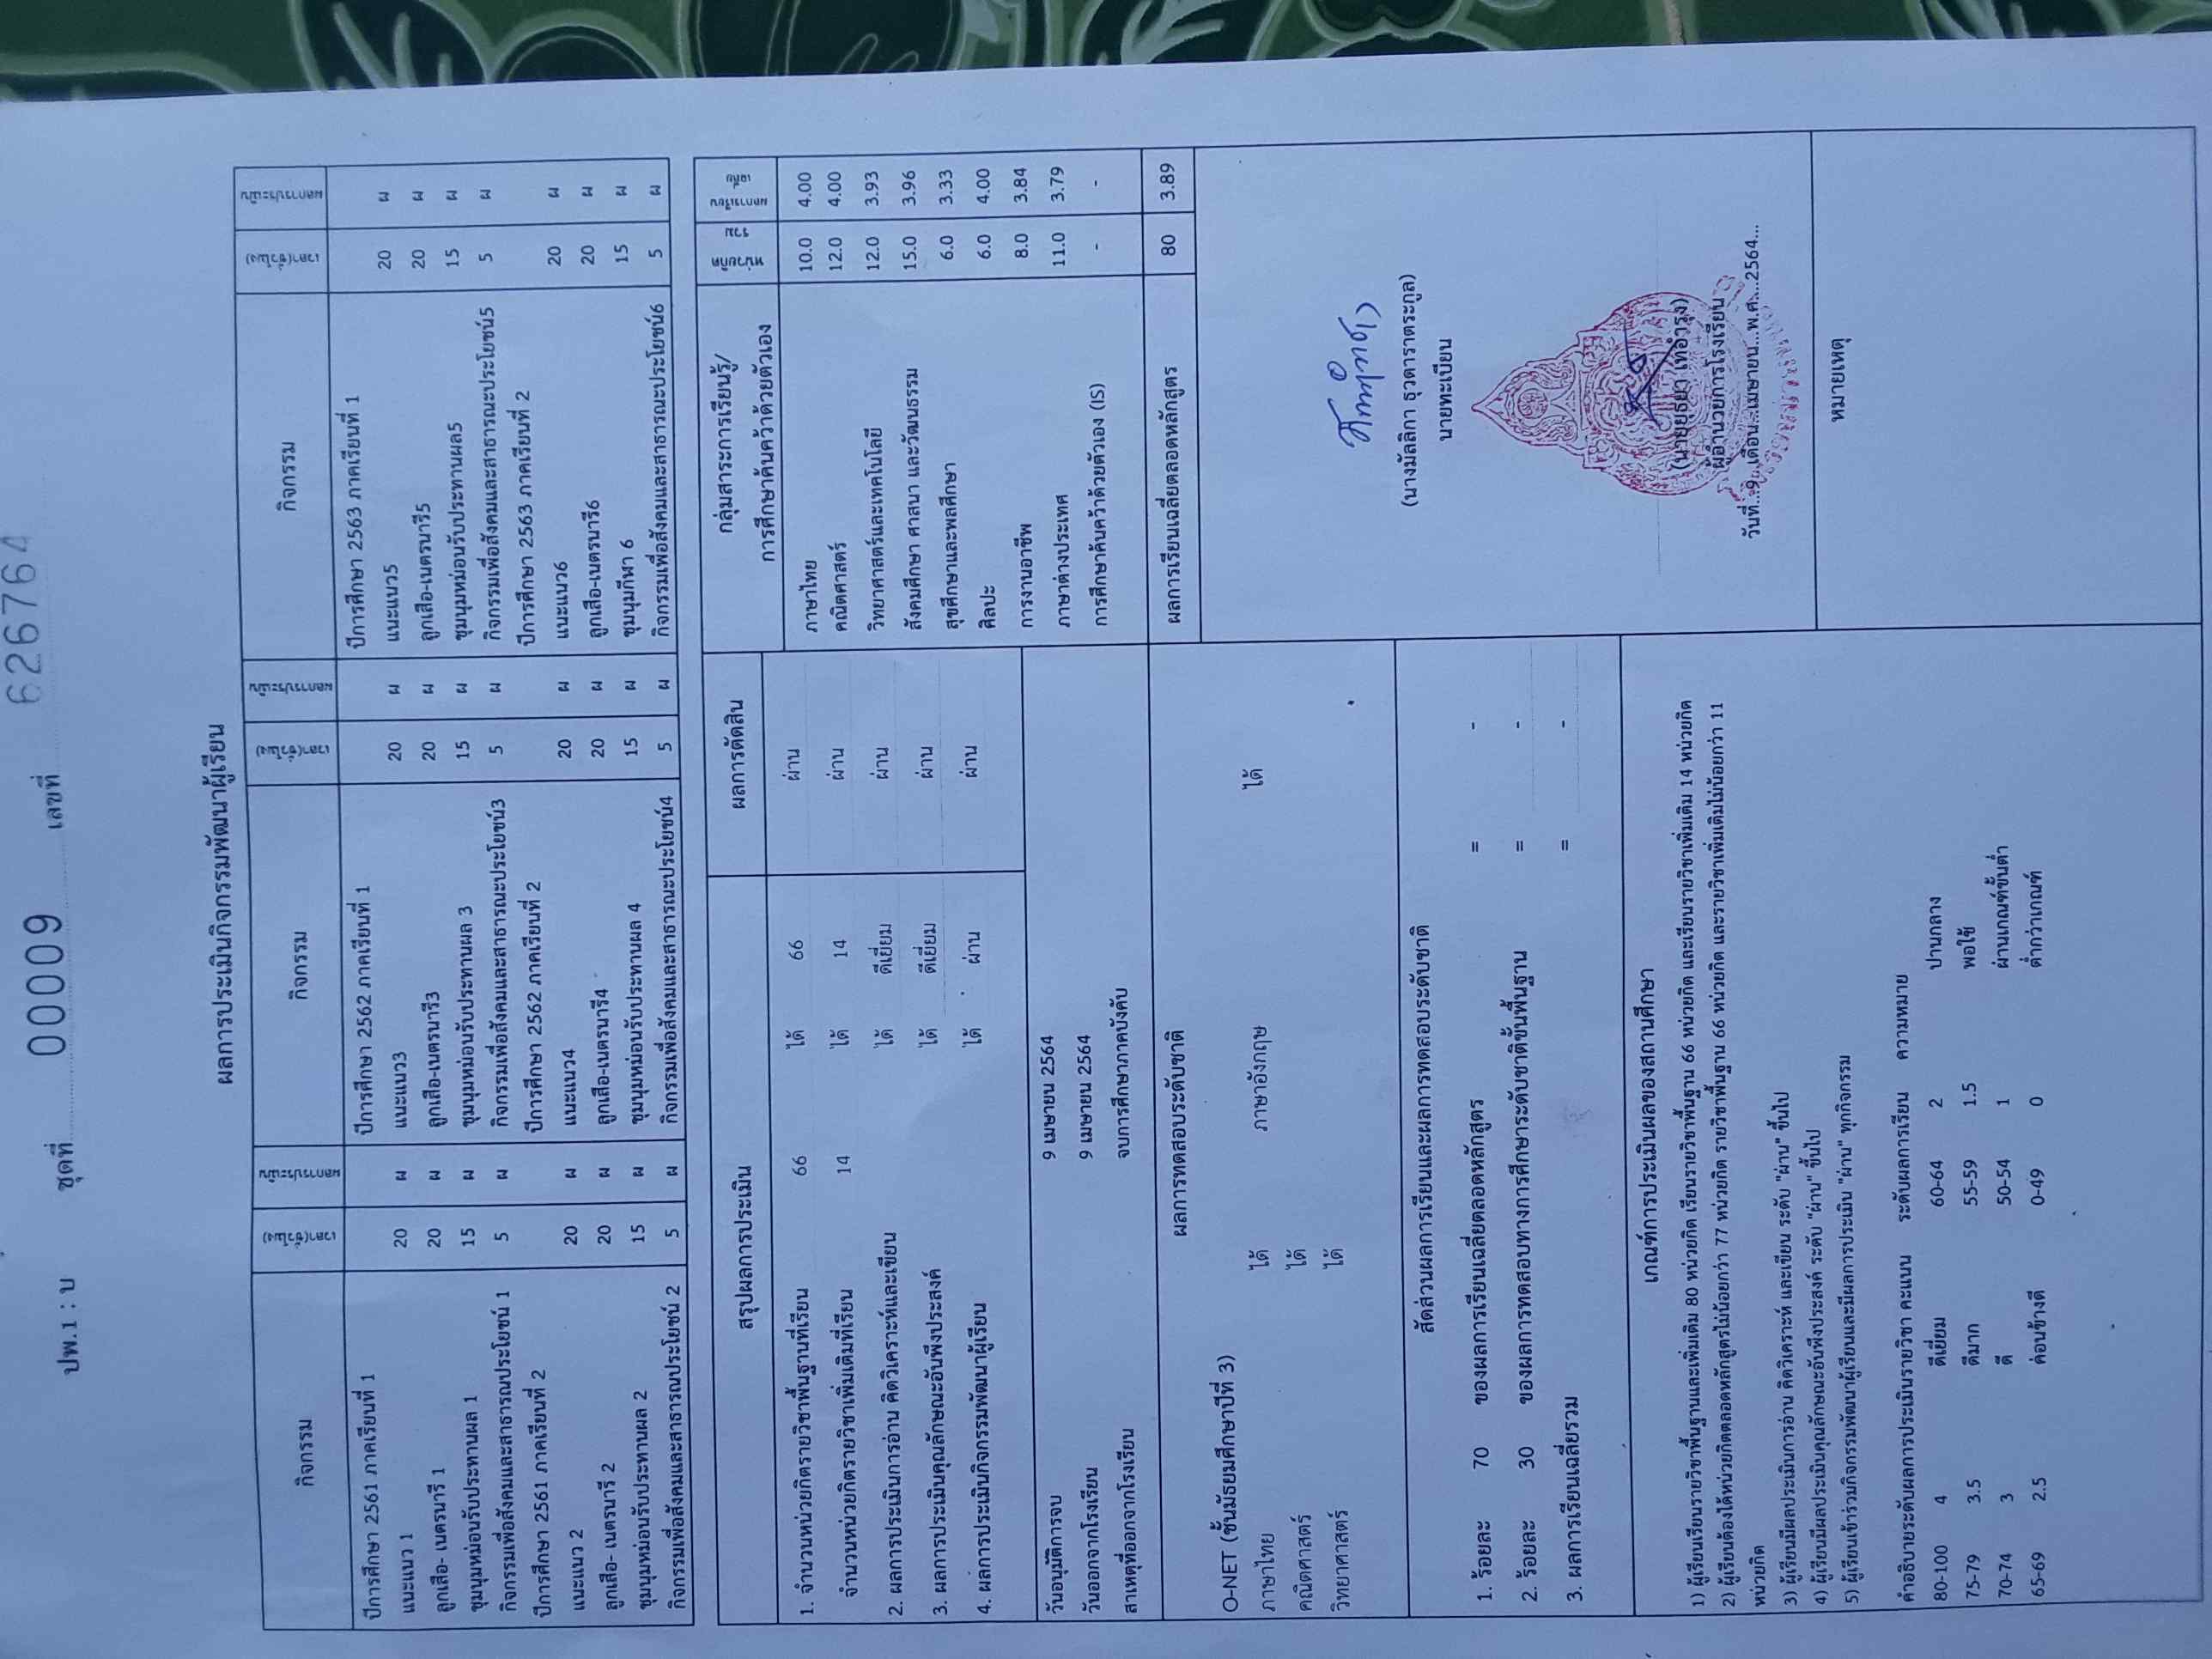 ปพ.1 : บ ชุดที่ 00009 เลขที่ 626764
ผลการประเมินกิจกรรมพัฒนาผู้เรียน
กิจกรรม เวลา(ชั่วโมง) ผลการประเมิน กิจกรรม เวลา(ชั่วโมง) ผลการประเมิน กิจกรรม เวลา(ชั่วโมง) ผลการประเมิน
ปีการศึกษา 2561 ภาคเรียนที่ 1 ปีการศึกษา 2562 ภาคเรียนที่ 1 ปีการศึกษา 2563 ภาคเรียนที่ 1
แนะแนว 1 20 ผ แนะแนว3 20 ผ แนะแนว5 20 ผ
ลูกเสือ- เนตรนารี 1 20 ผ ลูกเสือ-เนตรนารี3 20 ผ ลูกเสือ-เนตรนารี5 20 ผ
ชุมนุมหม่อนรับประทานผล 1 15 ผ ชุมนุมหม่อนรับประทานผล 3 15 ผ ชุมนุมหม่อนรับประทานผล5 15 ผ
กิจกรรมเพื่อสังคมและสาธารณประโยชน์ 1 5 ผ กิจกรรมเพื่อสังคมและสาธารณะประโยชน์3 5 ผ กิจกรรมเพื่อสังคมและสาธารณะประโยชน์5 5 ผ
ปีการศึกษา 2561 ภาคเรียนที่ 2 ปีการศึกษา 2562 ภาคเรียนที่ 2 ปีการศึกษา 2563 ภาคเรียนที่ 2
แนะแนว 2 20 ผ แนะแนว4 20 ผ แนะแนว6 20 ผ
ลูกเสือ- เนตรนารี 2 20 ผ ลูกเสือ-เนตรนารี4 20 ผ ลูกเสือ-เนตรนารี6 20 ผ
ชุมนุมหม่อนรับประทานผล 2 15 ผ ชุมนุมหม่อนรับประทานผล 4 15 ผ ชุมนุมกีฬา 6 15 ผ
กิจกรรมเพื่อสังคมและสาธารณประโยชน์ 2 5 ผ กิจกรรมเพื่อสังคมและสาธารณะประโยชน์4 5 ผ กิจกรรมเพื่อสังคมและสาธารณะประโยชน์6 5 ผ
สรุปผลการประเมิน ผลการตัดสิน
1. จำนวนหน่วยกิตรายวิชาพื้นฐานที่เรียน 66 ได้ 66 ผ่าน
จำนวนหน่วยกิตรายวิชาเพิ่มเติมที่เรียน 14 ได้ 14 ผ่าน
2. ผลการประเมินการอ่าน คิดวิเคราะห์และเขียน ได้ ดีเยี่ยม ผ่าน
3. ผลการประเมินคุณลักษณะอันพึงประสงค์ ได้ ดีเยี่ยม ผ่าน
4. ผลการประเมินกิจกรรมพัฒนาผู้เรียน ได้ ผ่าน ผ่าน
วันอนุมัติการจบ 9 เมษายน 2564
วันออกจากโรงเรียน 9 เมษายน 2564
สาเหตุที่ออกจากโรงเรียน จบการศึกษาภาคบังคับ
ผลการทดสอบระดับชาติ
O-NET (ชั้นมัธยมศึกษาปีที่ 3)
ภาษาไทย ได้ ภาษาอังกฤษ ได้
คณิตศาสตร์ ได้
วิทยาศาสตร์ ได้
สัดส่วนผลการเรียนและผลการทดสอบระดับชาติ
1. ร้อยละ 70 ของผลการเรียนเฉลี่ยตลอดหลักสูตร = -
2. ร้อยละ 30 ของผลการทดสอบทางการศึกษาระดับชาติขั้นพื้นฐาน = -
3. ผลการเรียนเฉลี่ยรวม = -
กลุ่มสาระการเรียนรู้/ หน่วยกิต ผลการเรียน
การศึกษาค้นคว้าด้วยตัวเอง รวม เฉลี่ย
ภาษาไทย 10.0 4.00
คณิตศาสตร์ 12.0 4.00
วิทยาศาสตร์และเทคโนโลยี 12.0 3.93
สังคมศึกษา ศาสนา และวัฒนธรรม 15.0 3.96
สุขศึกษาและพลศึกษา 6.0 3.33
ศิลปะ 6.0 4.00
การงานอาชีพ 8.0 3.84
ภาษาต่างประเทศ 11.0 3.79
การศึกษาค้นคว้าด้วยตัวเอง (IS) - -
ผลการเรียนเฉลี่ยตลอดหลักสูตร 80 3.89
(นางมัลลิกา ธุวดาราตระกูล)
นายทะเบียน
ผู้อำนวยการโรงเรียน
วันที่...9...เดือน...เมษายน...พ.ศ....2564...
หมายเหตุ
เกณฑ์การประเมินผลของสถานศึกษา
1) ผู้เรียนเรียนรายวิชาพื้นฐานและเพิ่มเติม 80 หน่วยกิต เรียนรายวิชาพื้นฐาน 66 หน่วยกิต และเรียนรายวิชาเพิ่มเติม 14 หน่วยกิต
2) ผู้เรียนต้องได้หน่วยกิตตลอดหลักสูตรไม่น้อยกว่า 77 หน่วยกิต รายวิชาพื้นฐาน 66 หน่วยกิต และรายวิชาเพิ่มเติมไม่น้อยกว่า 11
หน่วยกิต
3) ผู้เรียนมีผลประเมินการอ่าน คิดวิเคราะห์ และเขียน ระดับ "ผ่าน" ขึ้นไป
4) ผู้เรียนมีผลประเมินคุณลักษณะอันพึงประสงค์ ระดับ "ผ่าน" ขึ้นไป
5) ผู้เรียนเข้าร่วมกิจกรรมพัฒนาผู้เรียนและมีผลการประเมิน "ผ่าน" ทุกกิจกรรม
คำอธิบายระดับผลการประเมินรายวิชา คะแนน ระดับผลการเรียน ความหมาย
80-100 4 ดีเยี่ยม 60-64 2 ปานกลาง
75-79 3.5 ดีมาก 55-59 1.5 พอใช้
70-74 3 ดี 50-54 1 ผ่านเกณฑ์ขั้นต่ำ
65-69 2.5 ค่อนข้างดี 0-49 0 ต่ำกว่าเกณฑ์